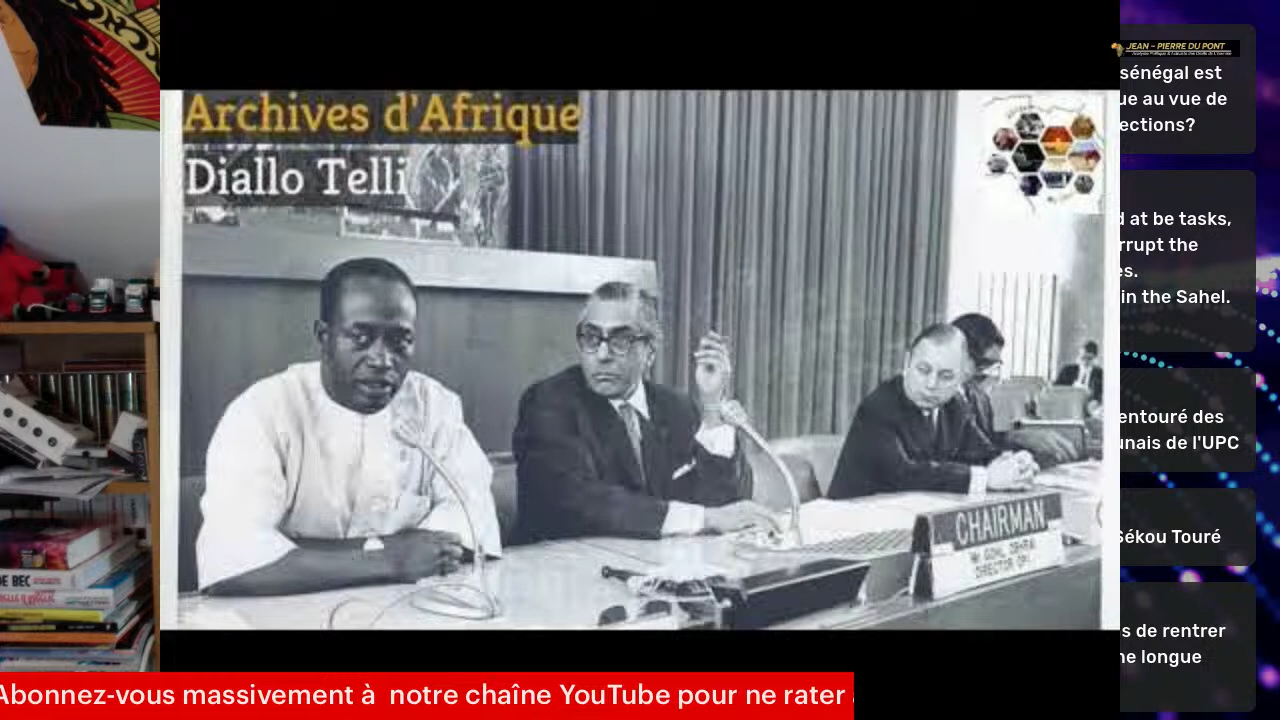 JEAN - PIERRE DU PONT
sénégal est
ue au vue de
ections?
Archives d'Afrique
Diallo Telli
d at be tasks,
rrupt the
es.
in the Sahel.
CHAIRMAN
entouré des
unais de l'UPC
Sékou Touré
s de rentrer
ne longue
DE BEC
Abonnez-vous massivement à notre chaîne YouTube pour ne rater